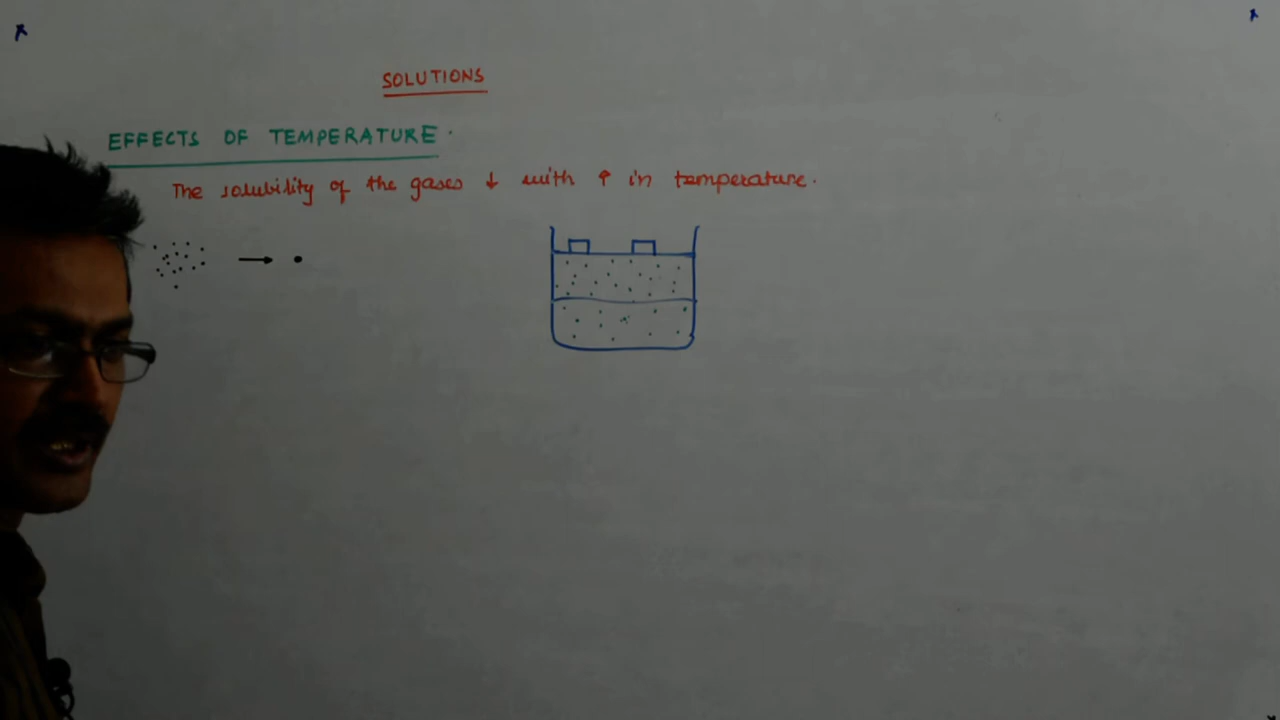 SOLUTIONS
EFFECTS OF TEMPERATURE.
The solubility of the gases ↓ with ↑ in temperature.